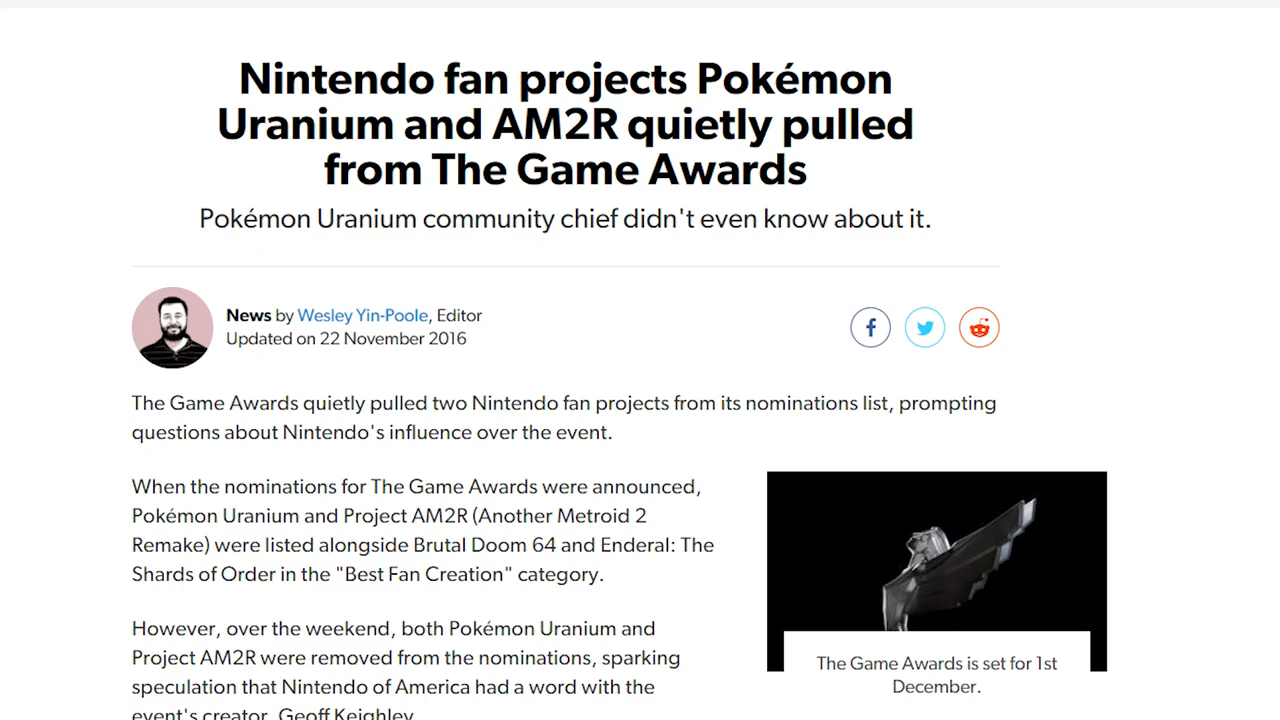 Nintendo fan projects Pokémon
Uranium and AM2R quietly pulled
from The Game Awards
Pokémon Uranium community chief didn't even know about it.
News by Wesley Yin-Poole, Editor
Updated on 22 November 2016
The Game Awards quietly pulled two Nintendo fan projects from its nominations list, prompting
questions about Nintendo's influence over the event.
When the nominations for The Game Awards were announced,
Pokémon Uranium and Project AM2R (Another Metroid 2
Remake) were listed alongside Brutal Doom 64 and Enderal: The
Shards of Order in the "Best Fan Creation" category.
However, over the weekend, both Pokémon Uranium and
Project AM2R were removed from the nominations, sparking
speculation that Nintendo of America had a word with the
event's creator, Geoff Keighley.
The Game Awards is set for 1st
December.